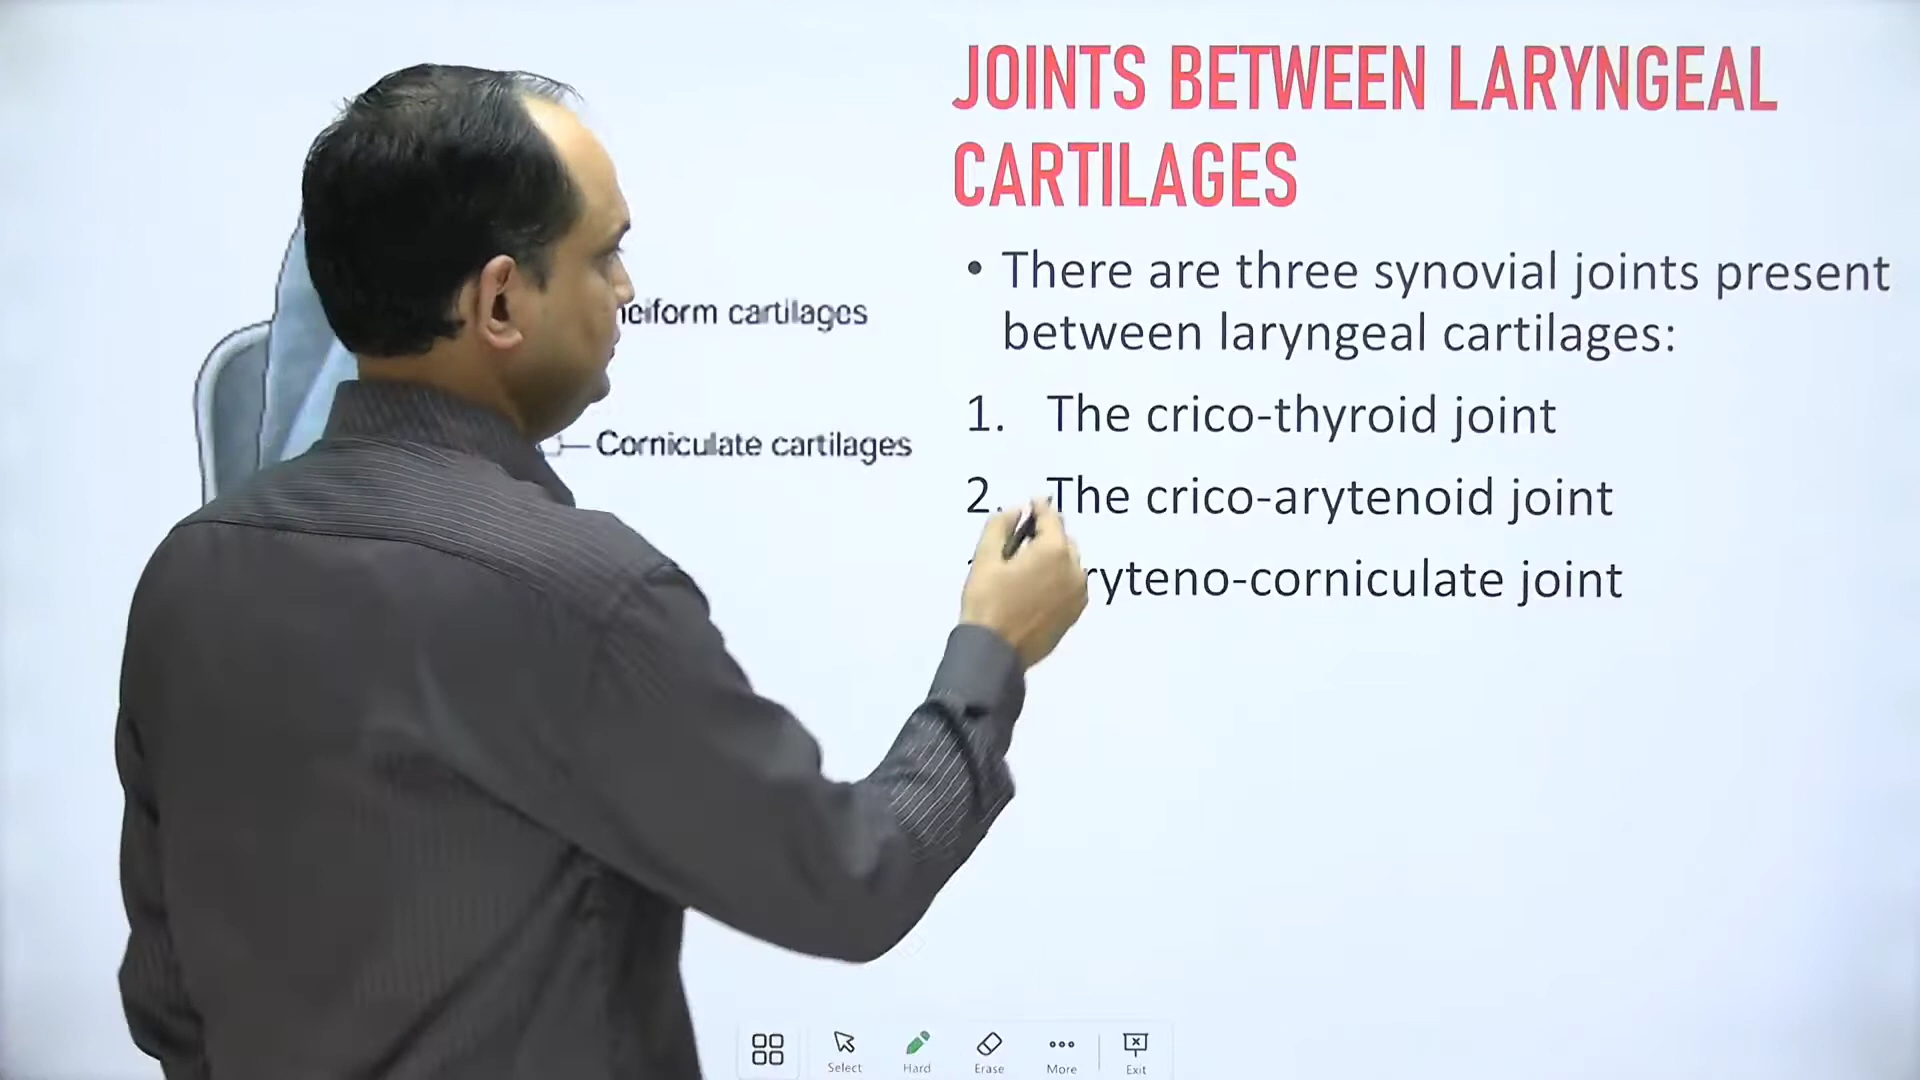 JOINTS BETWEEN LARYNGEAL
CARTILAGES
• There are three synovial joints present
between laryngeal cartilages:
1. The crico-thyroid joint
2. The crico-arytenoid joint
ryteno-corniculate joint
neiform cartilages
Corniculate cartilages
Select
Hard
Erase
More
Exit